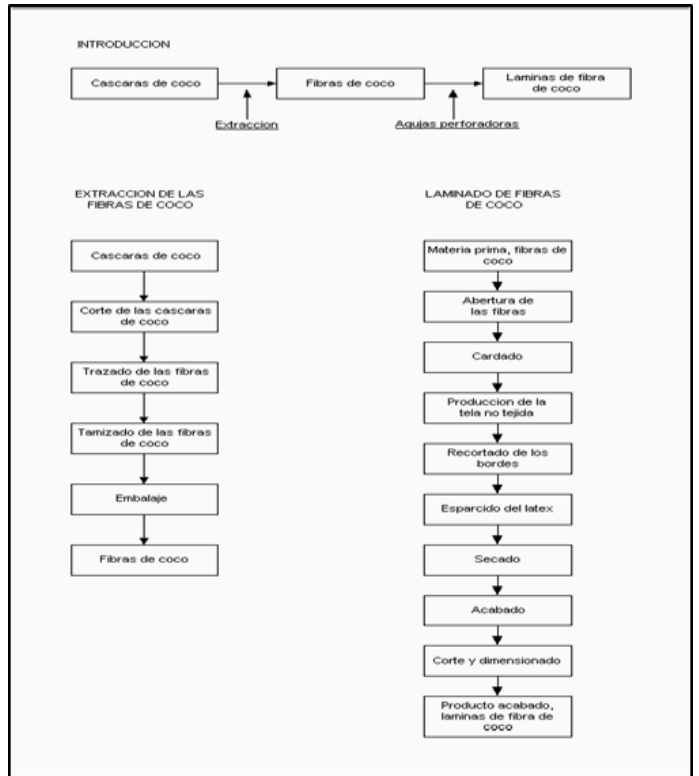 INTRODUCCION
Cascaras de coco
Fibras de coco
Laminas de fibra
de coco
Extraccion
Agujas perforadoras
EXTRACCION DE LAS
FIBRAS DE COCO
Cascaras de coco
Corte de las cascaras
de coco
Trazado de las fibras
de coco
Tamizado de las fibras
de coco
Embalaje
Fibras de coco
LAMINADO DE FIBRAS
DE COCO
Materia prima, fibras de
coco
Abertura de
las fibras
Cardado
Produccion de la
tela no tejida
Recortado de los
bordes
Esparcido del latex
Secado
Acabado
Corte y dimensionado
Producto acabado,
laminas de fibra de
coco